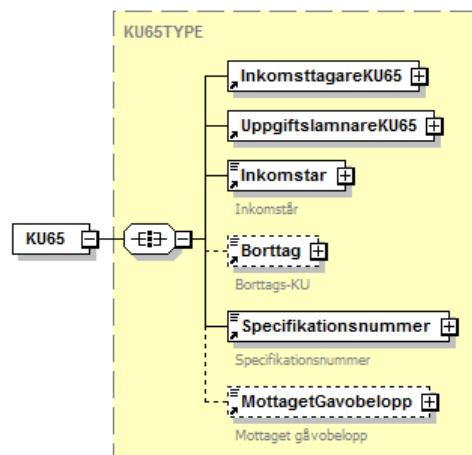 KU65TYPE
InkomsttagareKU65
UppgiftslamnareKU65
Inkomstar
Inkomstår
KU65
Borttag
Borttags-KU
Specifikationsnummer
Specifikationsnummer
MottagetGavobelopp
Mottaget gåvobelopp